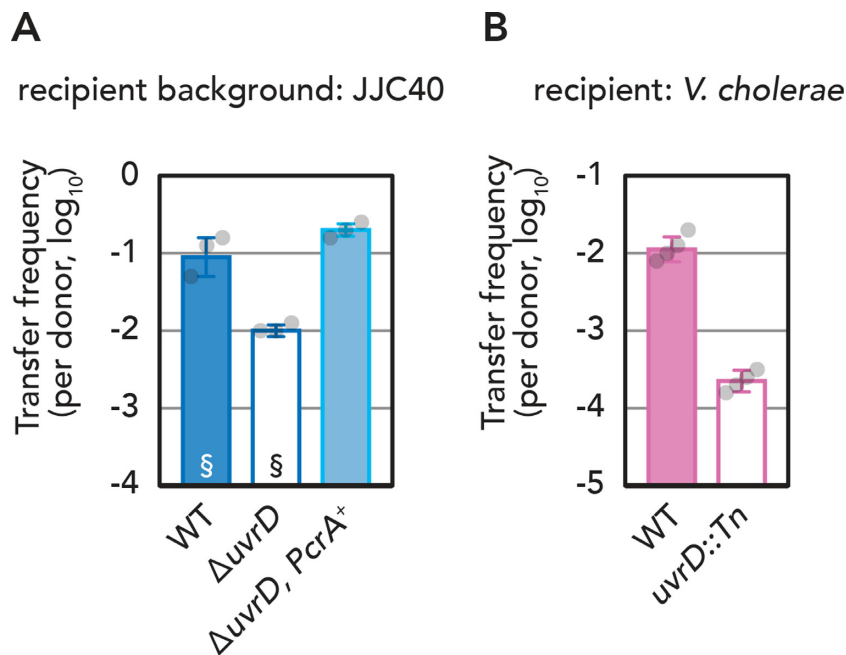 A
recipient background: JJC40
Transfer frequency
(per donor, log₁₀)
0
-1
-2
-3
-4
§
§
WT
ΔuvrD
ΔuvrD, PcrA⁺
B
recipient: V. cholerae
Transfer frequency
(per donor, log₁₀)
-1
-2
-3
-4
-5
WT
uvrD::Tn